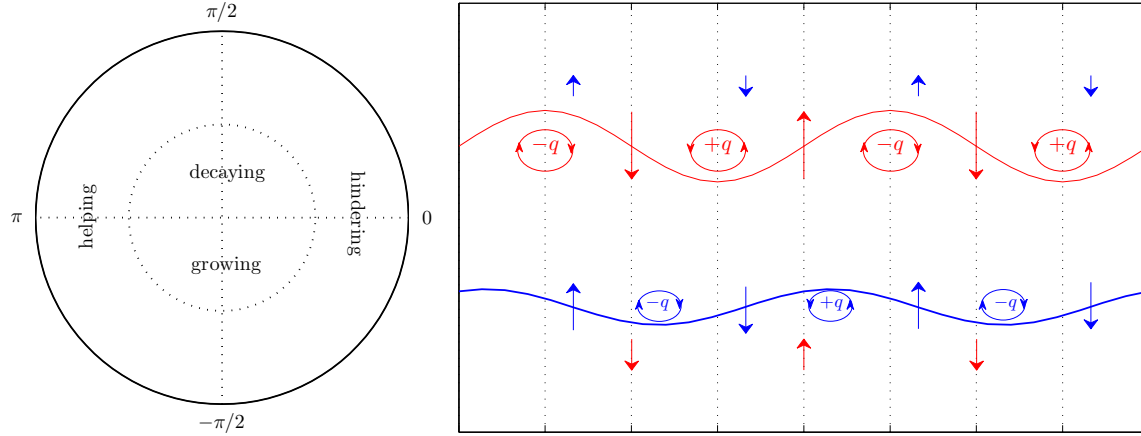 π/2
decaying
helping
hindering
π
0
growing
−π/2
−q
+q
−q
+q
−q
+q
−q